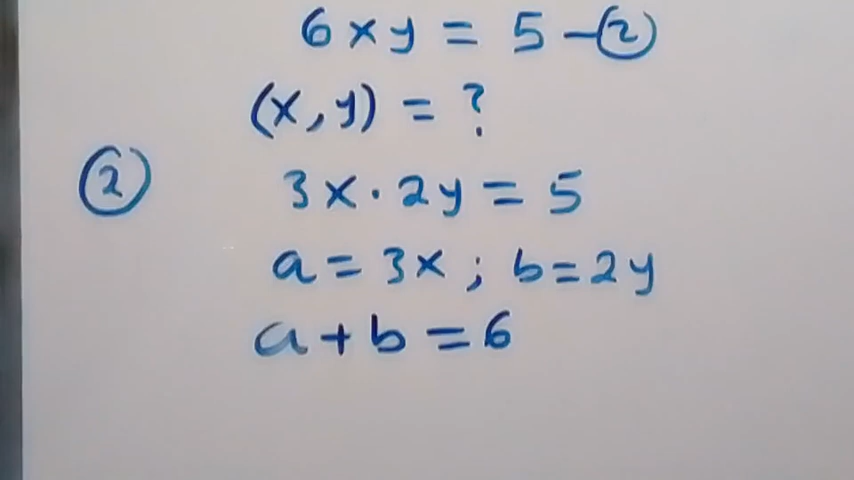 6xy = 5 -②
(x,y) = ?
② 3x·2y = 5
a = 3x ; b = 2y
a + b = 6